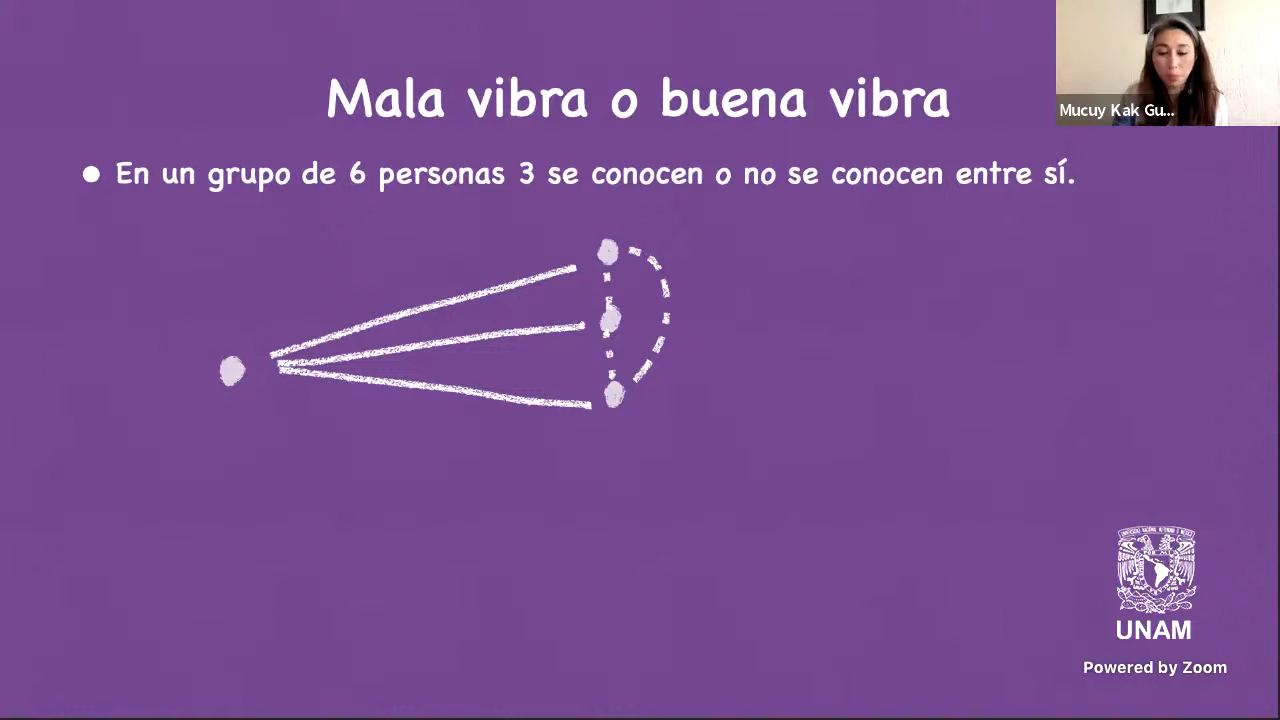 Mala vibra o buena vibra
Mucuy Kak Gu...
● En un grupo de 6 personas 3 se conocen o no se conocen entre sí.
UNAM
Powered by Zoom